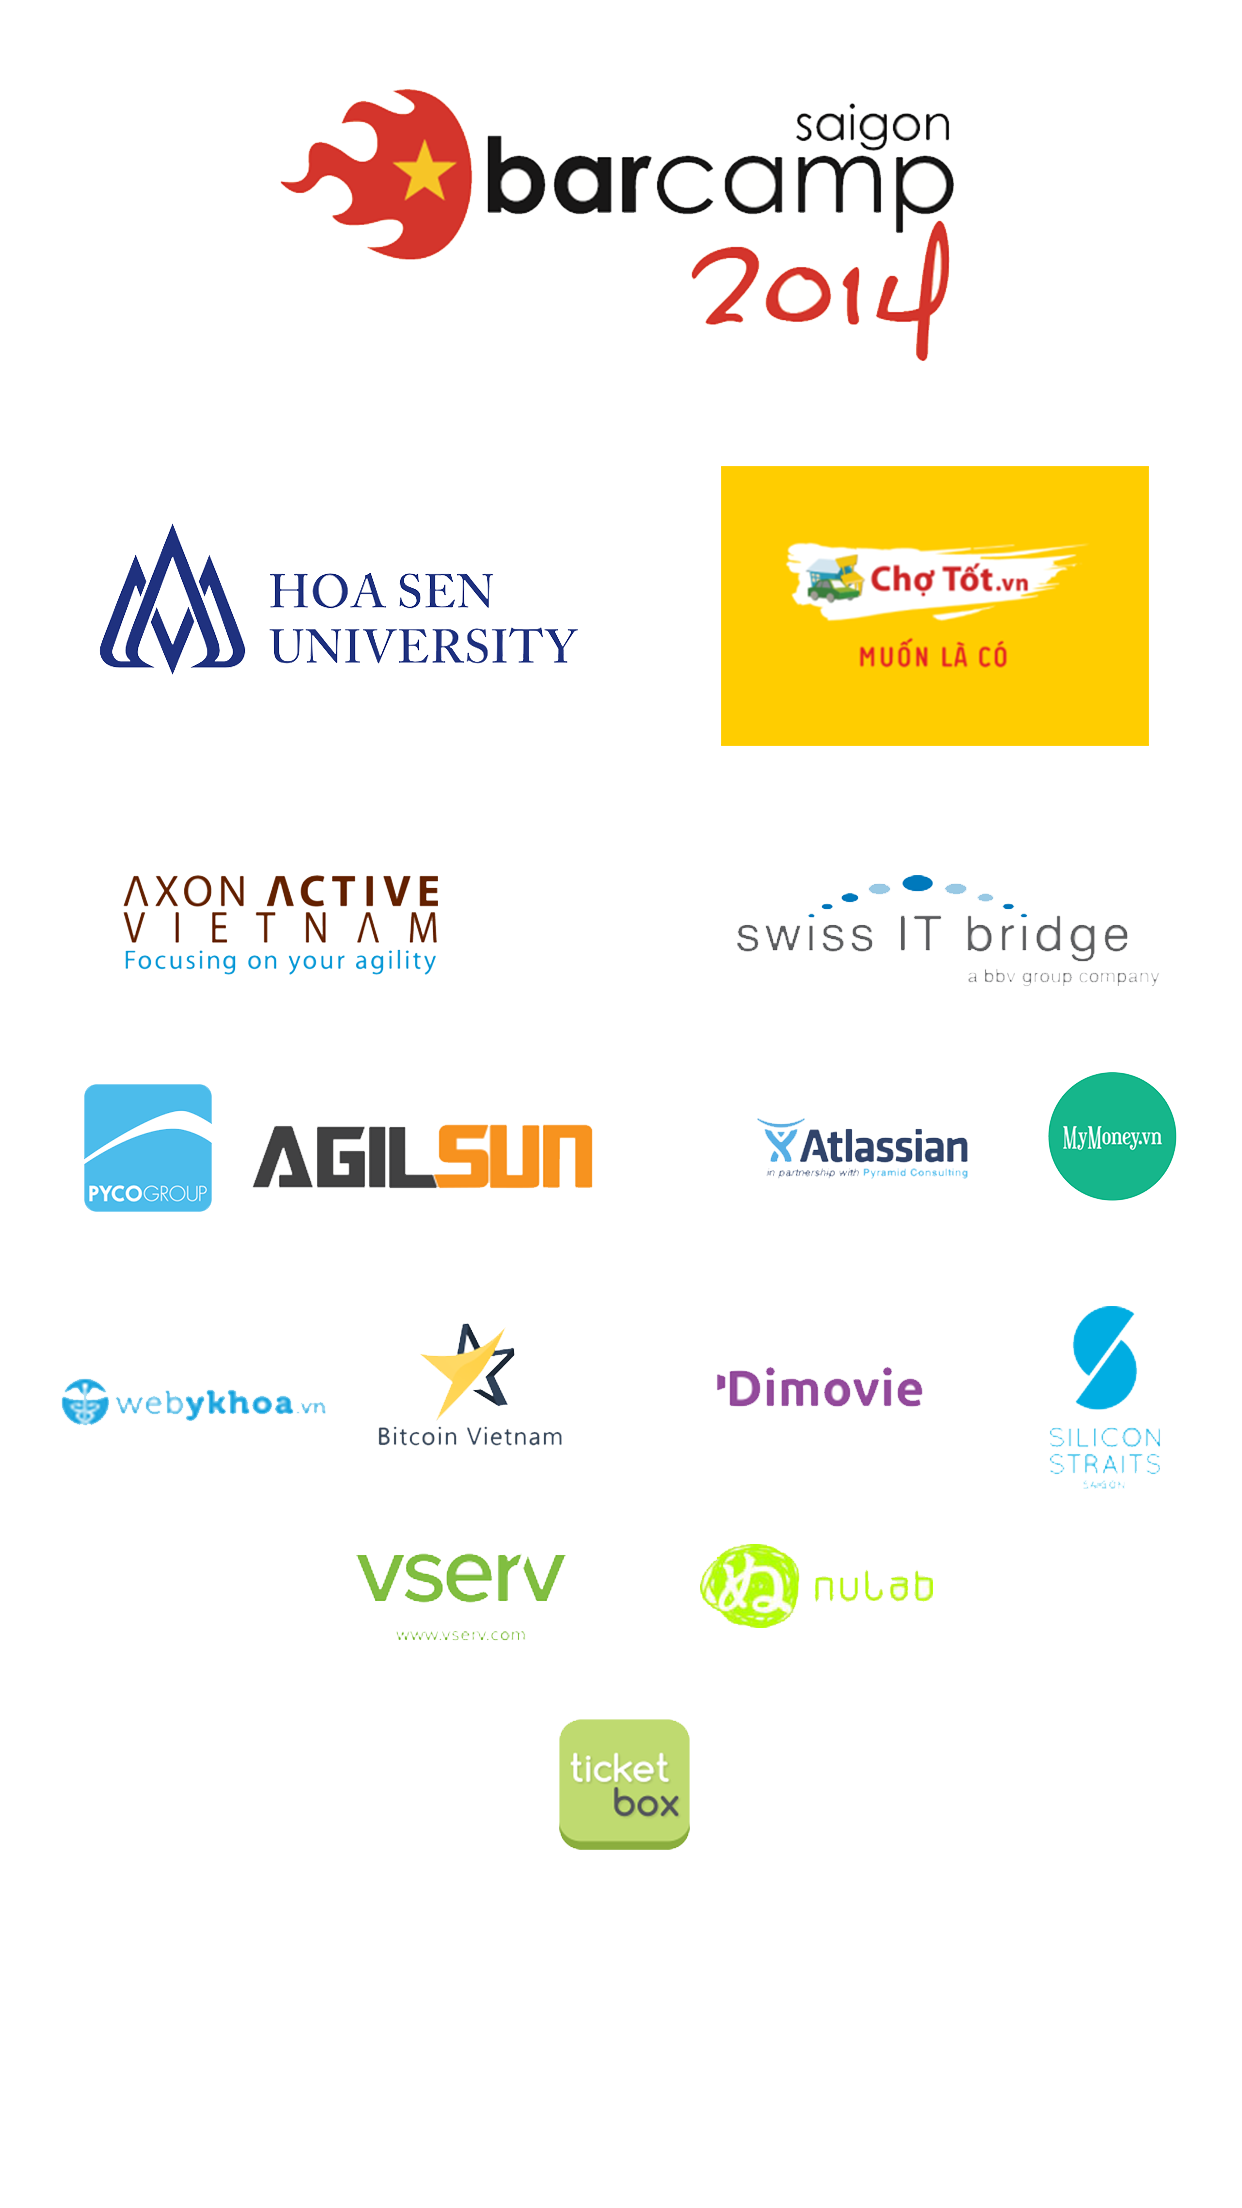 saigon
barcamp
2014
HOA SEN
UNIVERSITY
Chợ Tốt.vn
MUỐN LÀ CÓ
AXON ACTIVE
VIETNAM
Focusing on your agility
swiss IT bridge
a bbv group company
PYCOGROUP
AGILSUN
Atlassian
in partnership with Pyramid Consulting
MyMoney.vn
webykhoa.vn
Bitcoin Vietnam
Dimovie
SILICON
STRAITS
SAIGON
vserv
www.vserv.com
ぬ nulab
ticket
box